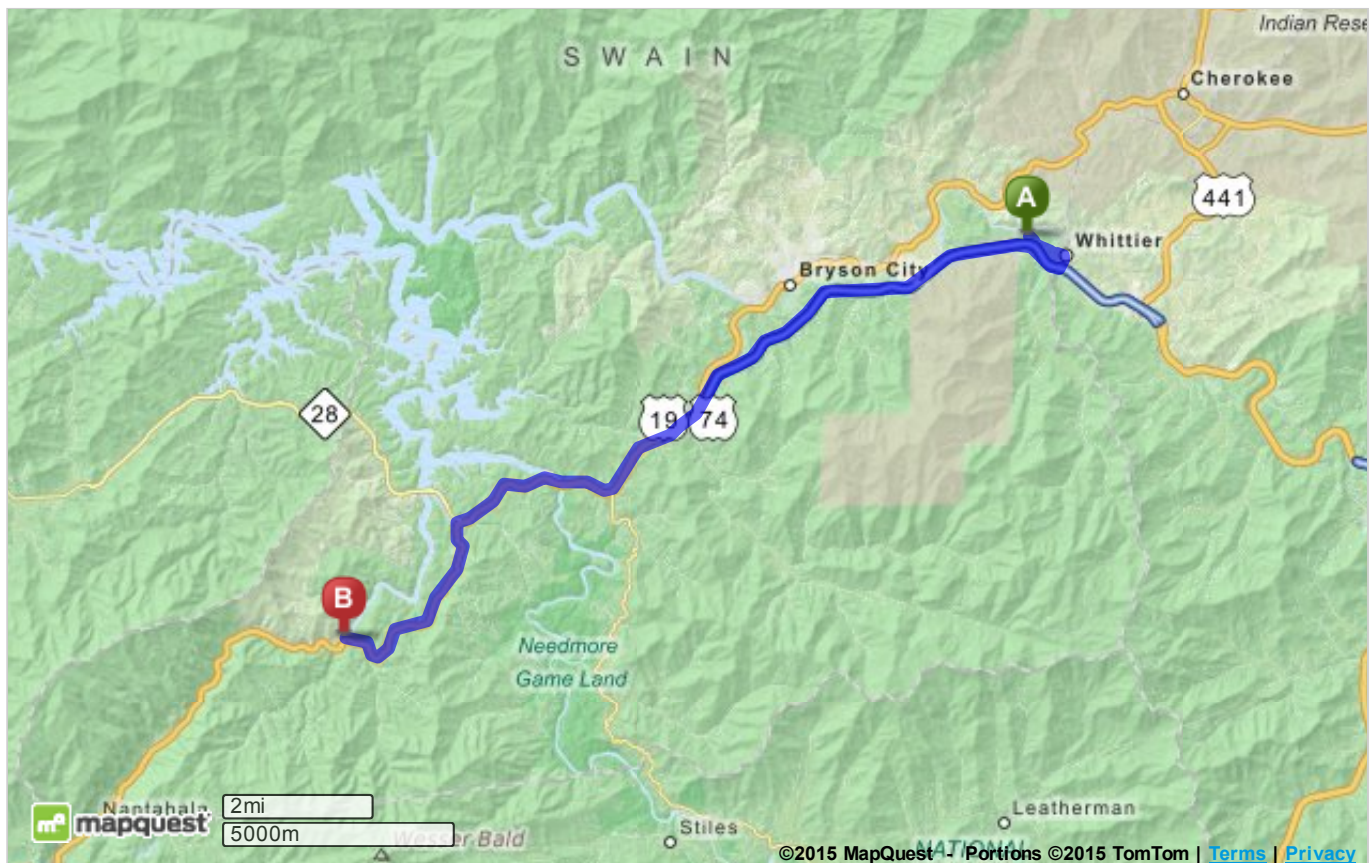 Indian Rese
S W A I N
Cherokee
441
A
Whittier
Bryson City
28
19
74
B
Needmore
Game Land
Nantahala
2mi
mapquest
m
5000m
Wesser Bald
Leatherman
Stiles
NATIONAL
©2015 MapQuest - Portions ©2015 TomTom | Terms | Privacy